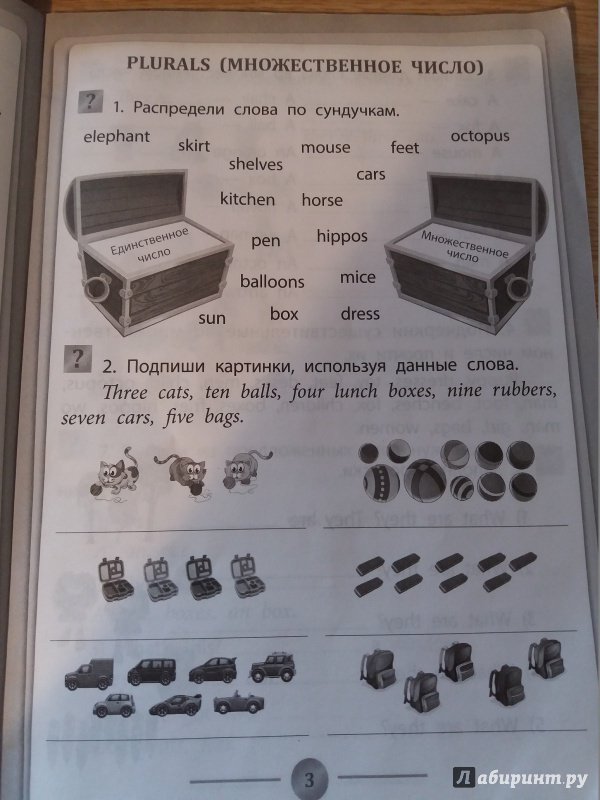 PLURALS (МНОЖЕСТВЕННОЕ ЧИСЛО)
? 1. Распредели слова по сундучкам.
elephant
skirt
mouse
feet
octopus
shelves
cars
kitchen
horse
Единственное
число
pen
hippos
Множественное
число
balloons
mice
sun
box
dress
? 2. Подпиши картинки, используя данные слова.
Three cats, ten balls, four lunch boxes, nine rubbers,
seven cars, five bags.
3
Лабиринт.ру